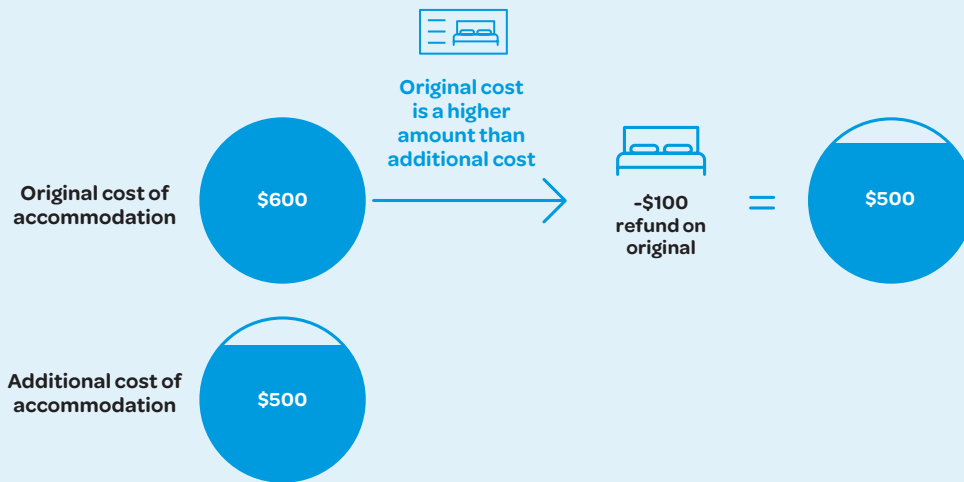 Original cost
is a higher
amount than
additional cost
Original cost of
accommodation
$600
-$100
refund on
original
=
$500
Additional cost of
accommodation
$500